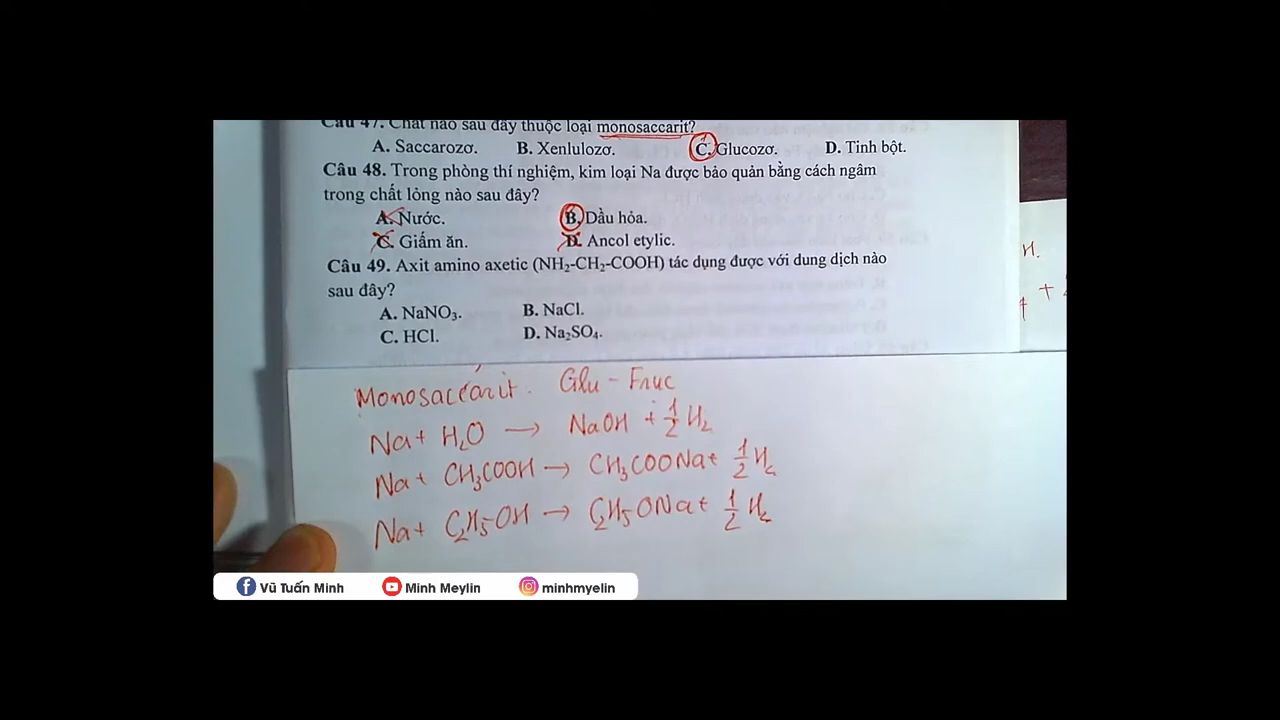 Câu 47. Chất nào sau đây thuộc loại monosaccarit?
A. Saccarozơ. B. Xenlulozơ. C. Glucozơ. D. Tinh bột.
Câu 48. Trong phòng thí nghiệm, kim loại Na được bảo quản bằng cách ngâm
trong chất lỏng nào sau đây?
A. Nước. B. Dầu hỏa.
C. Giấm ăn. D. Ancol etylic.
Câu 49. Axit amino axetic (NH₂-CH₂-COOH) tác dụng được với dung dịch nào
sau đây?
A. NaNO₃. B. NaCl.
C. HCl. D. Na₂SO₄.
Monosaccarit. Glu - Fruc
Na + H₂O → NaOH + ½ H₂
Na + CH₃COOH → CH₃COONa + ½ H₂
Na + C₂H₅OH → C₂H₅ONa + ½ H₂
H.
+
Vũ Tuấn Minh Minh Meylin minhmyelin